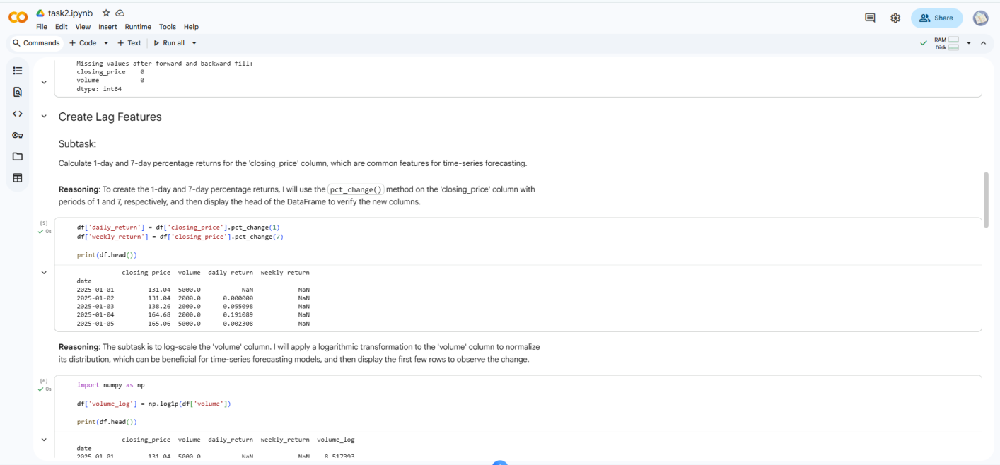 task2.ipynb
File Edit View Insert Runtime Tools Help
Share
Commands + Code + Text Run all
RAM
Disk
Missing values after forward and backward fill:
closing_price 0
volume 0
dtype: int64
Create Lag Features
Subtask:
Calculate 1-day and 7-day percentage returns for the 'closing_price' column, which are common features for time-series forecasting.
Reasoning: To create the 1-day and 7-day percentage returns, I will use the pct_change() method on the 'closing_price' column with
periods of 1 and 7, respectively, and then display the head of the DataFrame to verify the new columns.
[5]
0s
df['daily_return'] = df['closing_price'].pct_change(1)
df['weekly_return'] = df['closing_price'].pct_change(7)
print(df.head())
closing_price volume daily_return weekly_return
date
2025-01-01 131.04 5000.0 NaN NaN
2025-01-02 131.04 2000.0 0.000000 NaN
2025-01-03 138.26 2000.0 0.055098 NaN
2025-01-04 164.68 2000.0 0.191089 NaN
2025-01-05 165.06 5000.0 0.002308 NaN
Reasoning: The subtask is to log-scale the 'volume' column. I will apply a logarithmic transformation to the 'volume' column to normalize
its distribution, which can be beneficial for time-series forecasting models, and then display the first few rows to observe the change.
[6]
0s
import numpy as np
df['volume_log'] = np.log1p(df['volume'])
print(df.head())
closing_price volume daily_return weekly_return volume_log
date
2025-01-01 131.04 5000.0 NaN NaN 8.517393